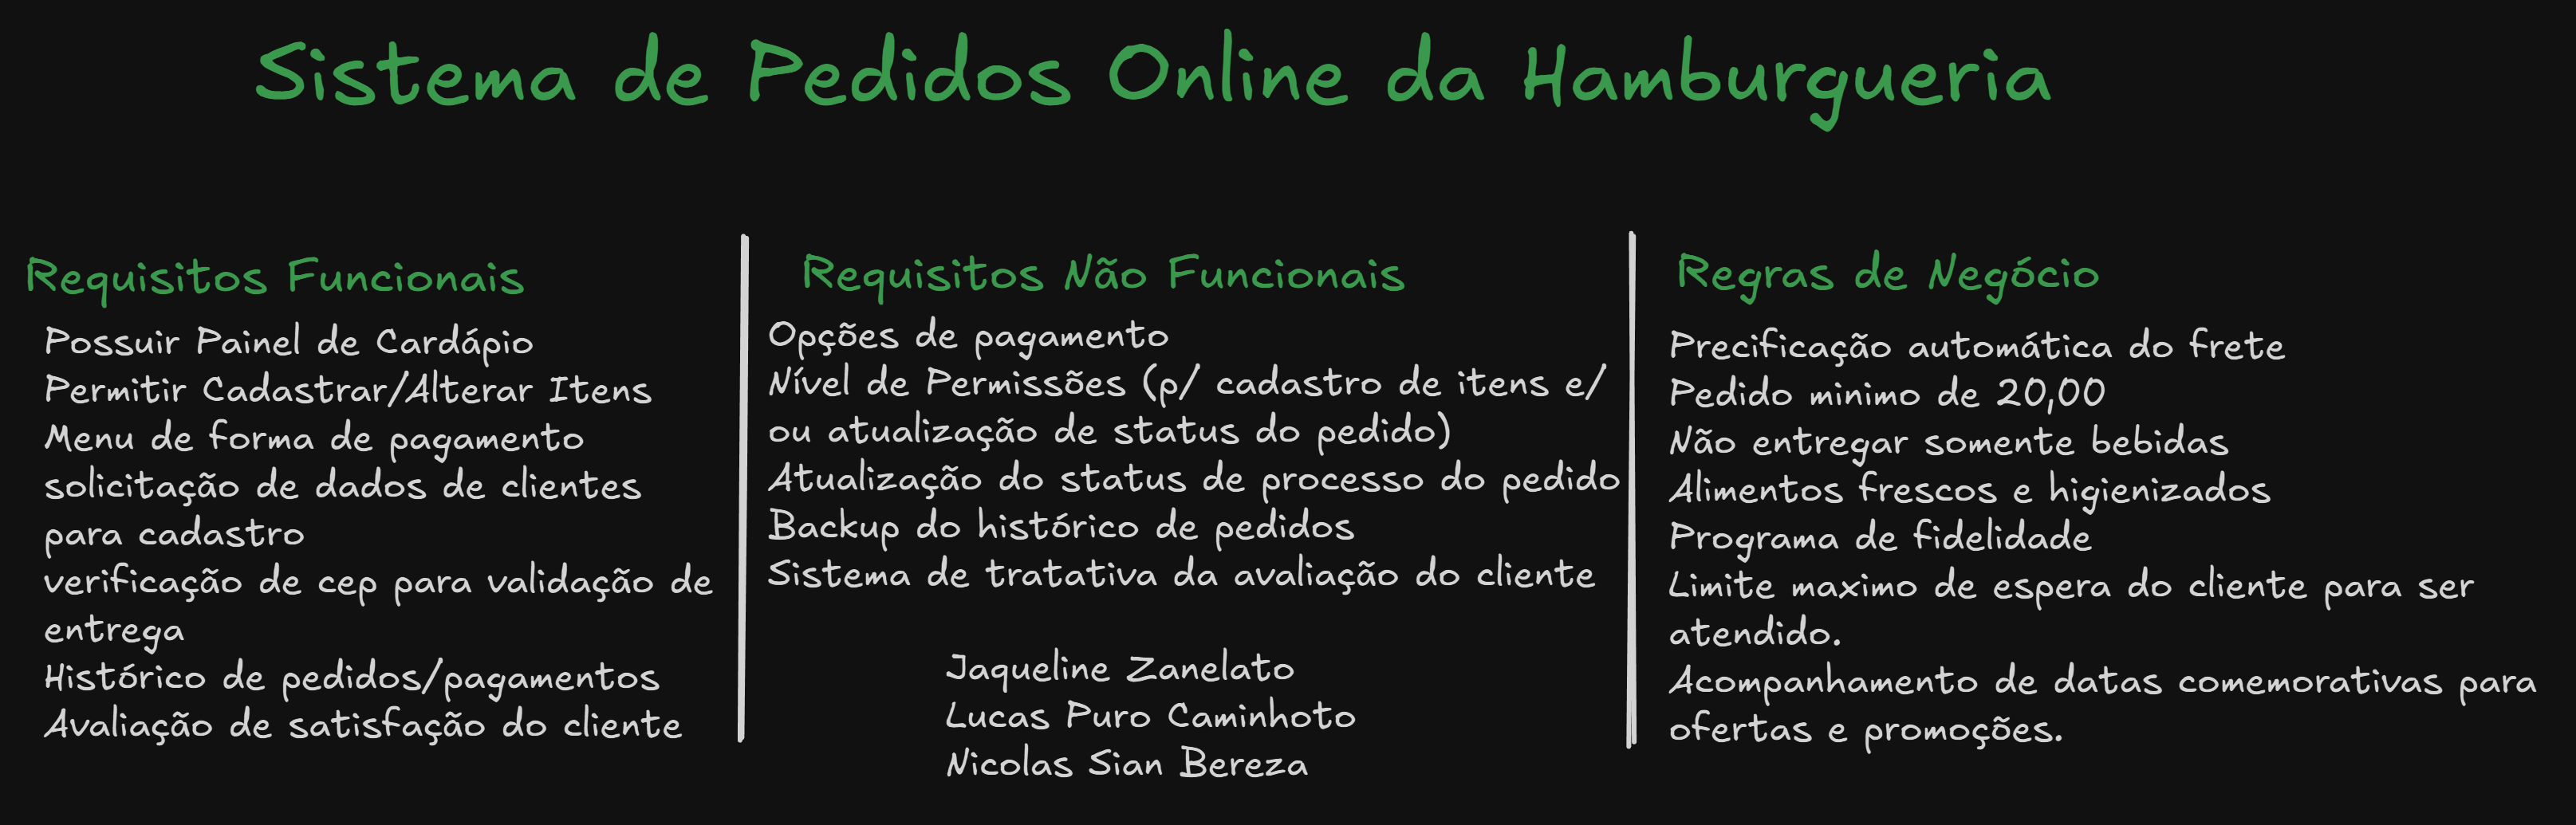 Sistema de Pedidos Online da Hamburgueria
Requisitos Funcionais
Possuir Painel de Cardápio
Permitir Cadastrar/Alterar Itens
Menu de forma de pagamento
solicitação de dados de clientes
para cadastro
verificação de cep para validação de
entrega
Histórico de pedidos/pagamentos
Avaliação de satisfação do cliente
Requisitos Não Funcionais
Opções de pagamento
Nível de Permissões (p/ cadastro de itens e/
ou atualização de status do pedido)
Atualização do status de processo do pedido
Backup do histórico de pedidos
Sistema de tratativa da avaliação do cliente
Jaqueline Zanelato
Lucas Puro Caminhoto
Nicolas Sian Bereza
Regras de Negócio
Precificação automática do frete
Pedido minimo de 20,00
Não entregar somente bebidas
Alimentos frescos e higienizados
Programa de fidelidade
Limite maximo de espera do cliente para ser
atendido.
Acompanhamento de datas comemorativas para
ofertas e promoções.